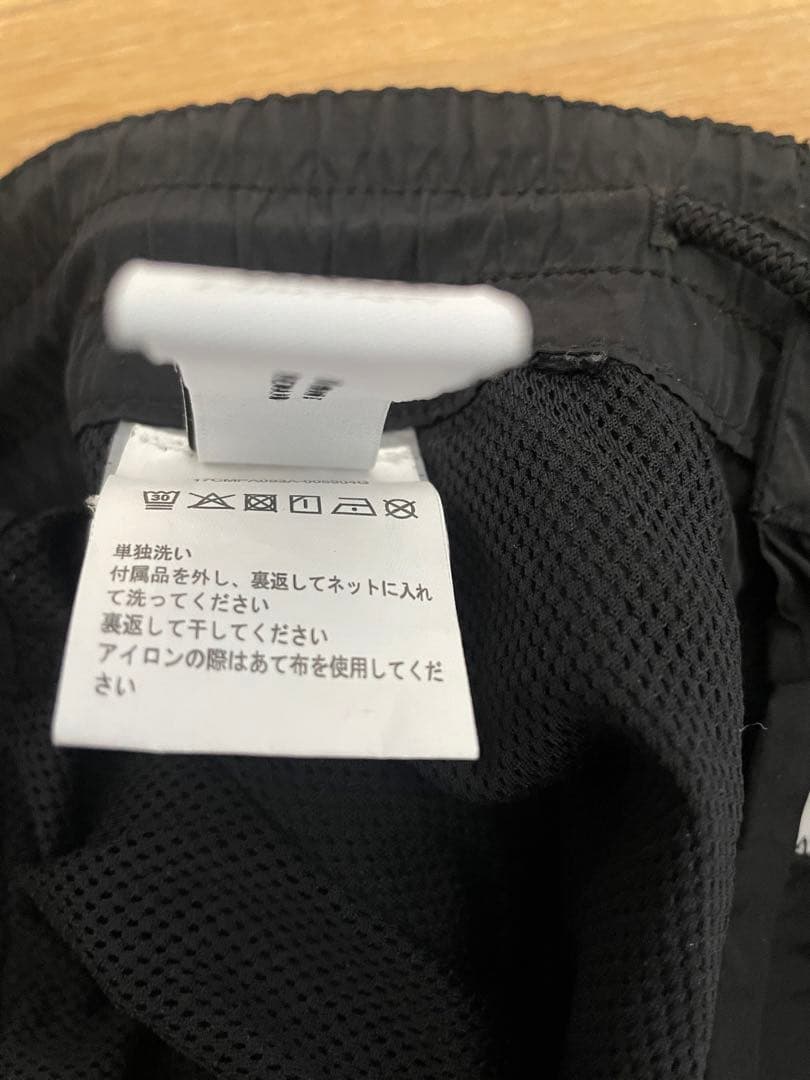 30
単独洗い
付属品を外し、裏返してネットに入れ
て洗ってください
裏返して干してください
アイロンの際はあて布を使用してくだ
さい